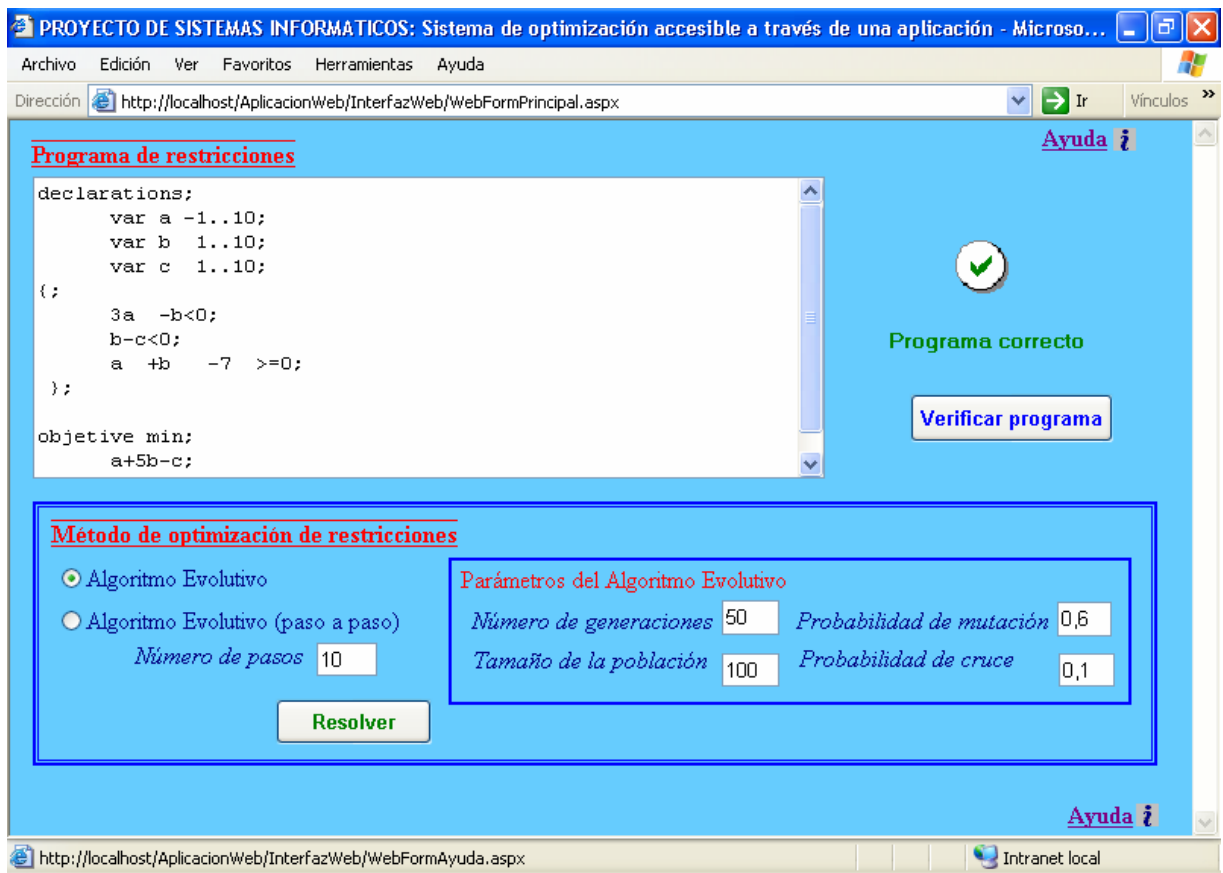 PROYECTO DE SISTEMAS INFORMATICOS: Sistema de optimización accesible a través de una aplicación - Microso...
Archivo Edición Ver Favoritos Herramientas Ayuda
Dirección http://localhost/AplicacionWeb/InterfazWeb/WebFormPrincipal.aspx Ir Vínculos »
Ayuda i
Programa de restricciones
declarations;
var a -1..10;
var b 1..10;
var c 1..10;
{;
3a -b<0;
b-c<0;
a +b -7 >=0;
};
objetive min;
a+5b-c;
Programa correcto
Verificar programa
Método de optimización de restricciones
Algoritmo Evolutivo
Algoritmo Evolutivo (paso a paso)
Número de pasos 10
Resolver
Parámetros del Algoritmo Evolutivo
Número de generaciones 50 Probabilidad de mutación 0,6
Tamaño de la población 100 Probabilidad de cruce 0,1
Ayuda i
http://localhost/AplicacionWeb/InterfazWeb/WebFormAyuda.aspx Intranet local